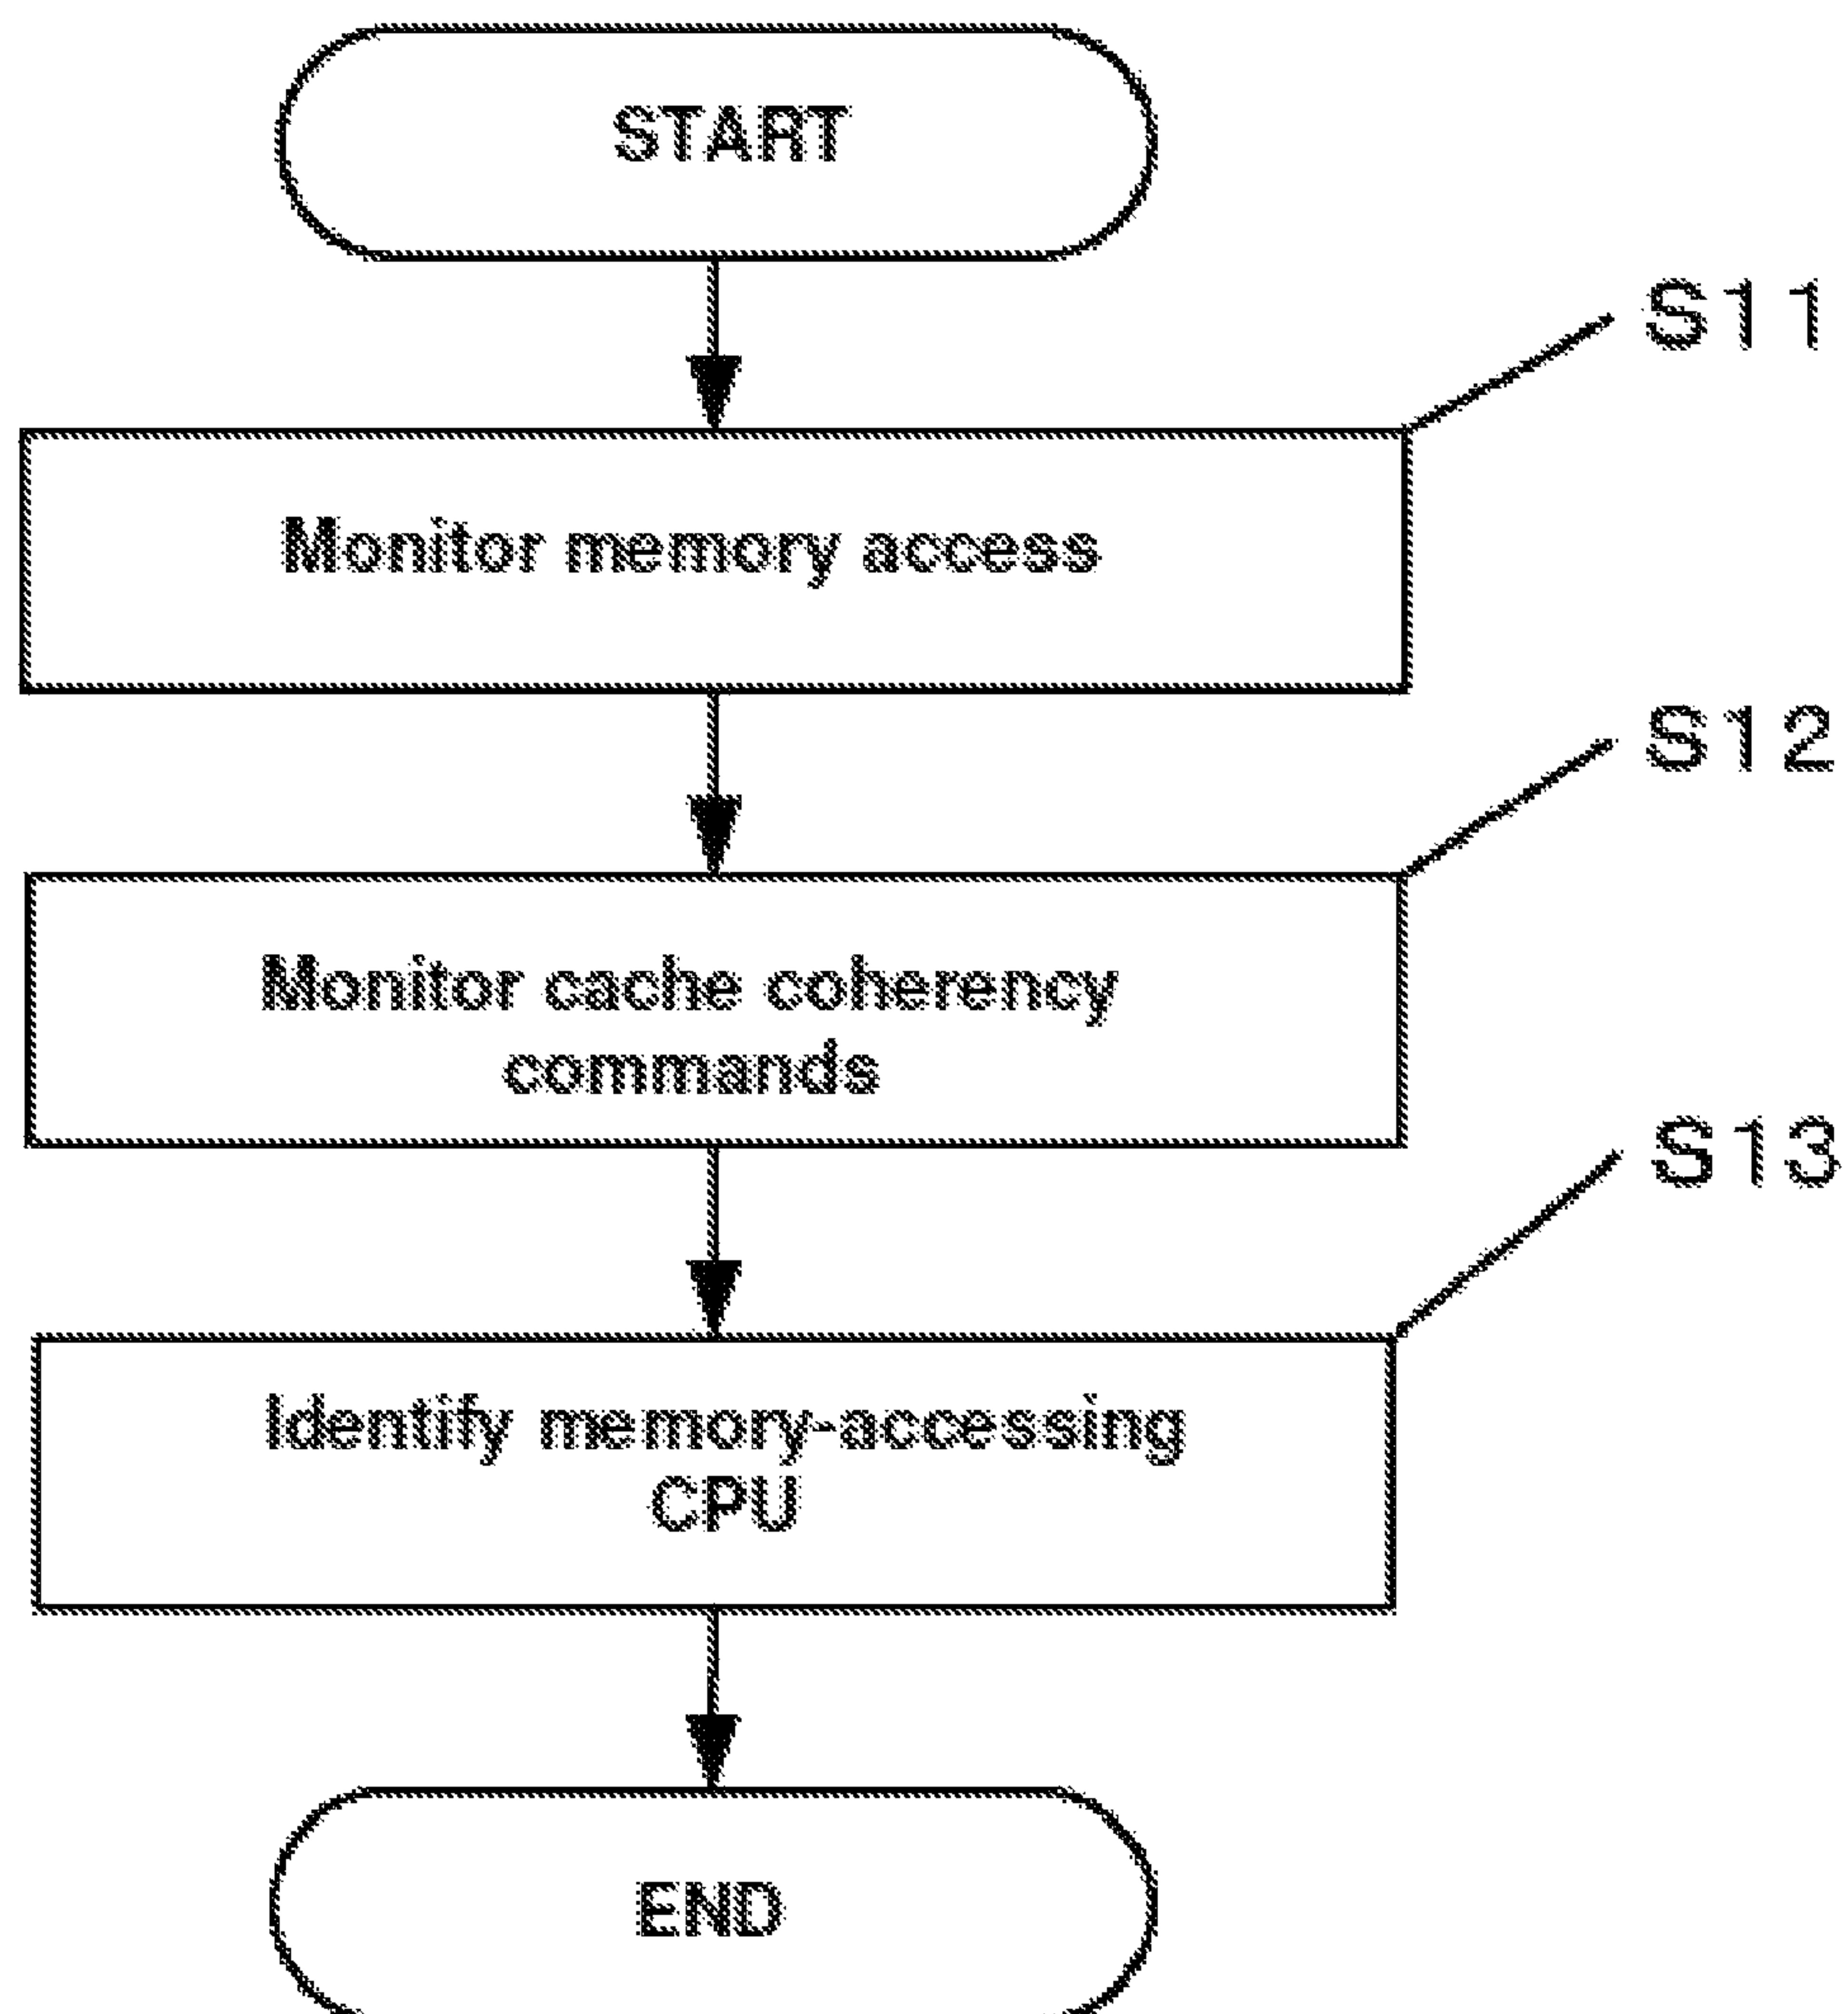 START
S11
Monitor memory access
S12
Monitor cache coherency
commands
S13
Identify memory-accessing
CPU
END